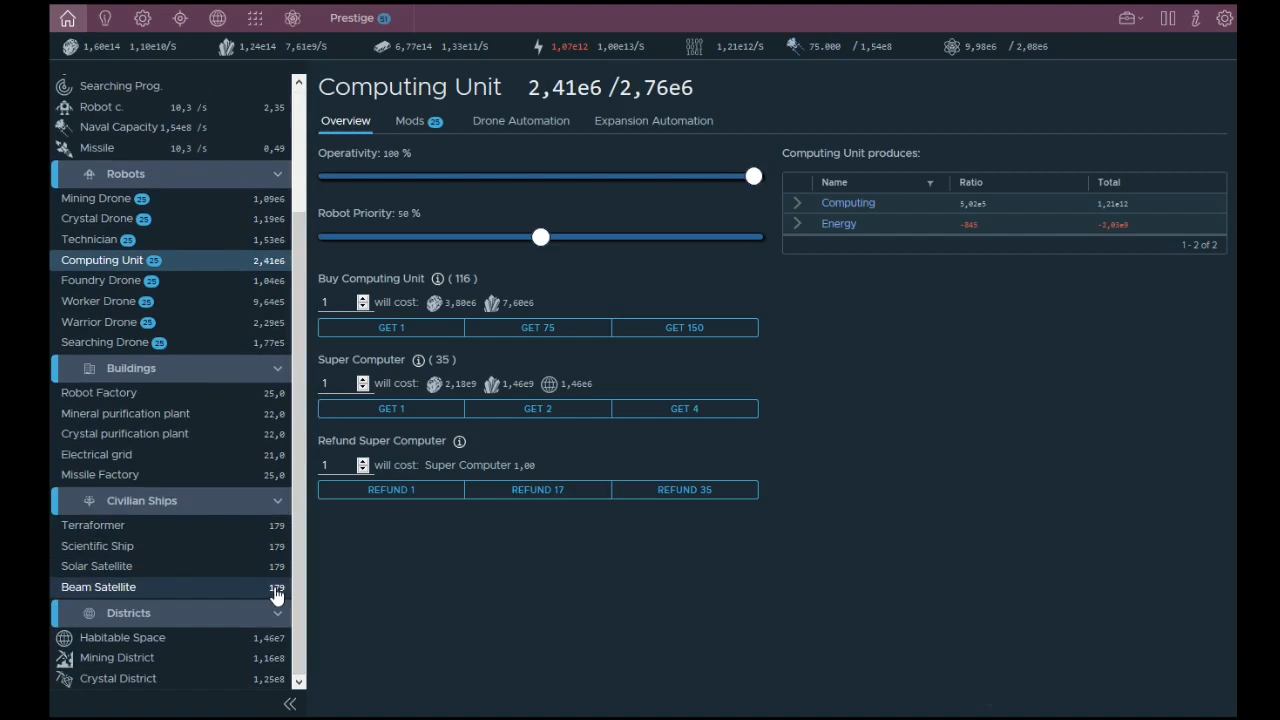 Prestige 51
1,60e14 1,10e10/S 1,24e14 7,61e9/S 6,77e14 1,33e11/S 1,07e12 1,00e13/S 1,21e12/S 75.000 / 1,54e8 9,98e6 / 2,08e6
Searching Prog.
Robot c. 10,3 /s 2,35
Naval Capacity 1,54e8 /s
Missile 10,3 /s 0,49
Robots
Mining Drone 25 1,09e6
Crystal Drone 25 1,19e6
Technician 25 1,53e6
Computing Unit 25 2,41e6
Foundry Drone 25 1,04e6
Worker Drone 25 9,64e5
Warrior Drone 25 2,29e5
Searching Drone 25 1,77e5
Buildings
Robot Factory 25,0
Mineral purification plant 22,0
Crystal purification plant 22,0
Electrical grid 21,0
Missile Factory 25,0
Civilian Ships
Terraformer 179
Scientific Ship 179
Solar Satellite 179
Beam Satellite 179
Districts
Habitable Space 1,46e7
Mining District 1,16e8
Crystal District 1,25e8
Computing Unit 2,41e6 /2,76e6
Overview Mods 25 Drone Automation Expansion Automation
Operativity: 100 %
Robot Priority: 50 %
Buy Computing Unit ( 116 )
1 will cost: 3,80e6 7,60e6
GET 1 GET 75 GET 150
Super Computer ( 35 )
1 will cost: 2,18e9 1,46e9 1,46e6
GET 1 GET 2 GET 4
Refund Super Computer
1 will cost: Super Computer 1,00
REFUND 1 REFUND 17 REFUND 35
Computing Unit produces:
Name Ratio Total
Computing 5,02e5 1,21e12
Energy -845 -2,03e9
1 - 2 of 2